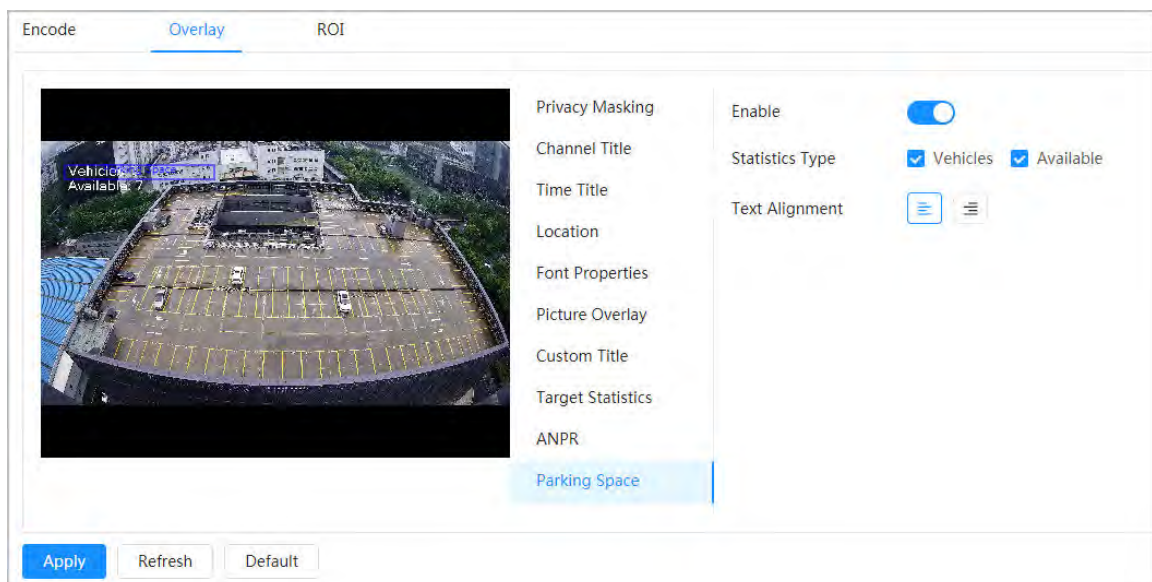 Encode Overlay ROI
Privacy Masking
Channel Title
Time Title
Location
Font Properties
Picture Overlay
Custom Title
Target Statistics
ANPR
Parking Space
Enable
Statistics Type Vehicles Available
Text Alignment
Available: 7
Apply Refresh Default